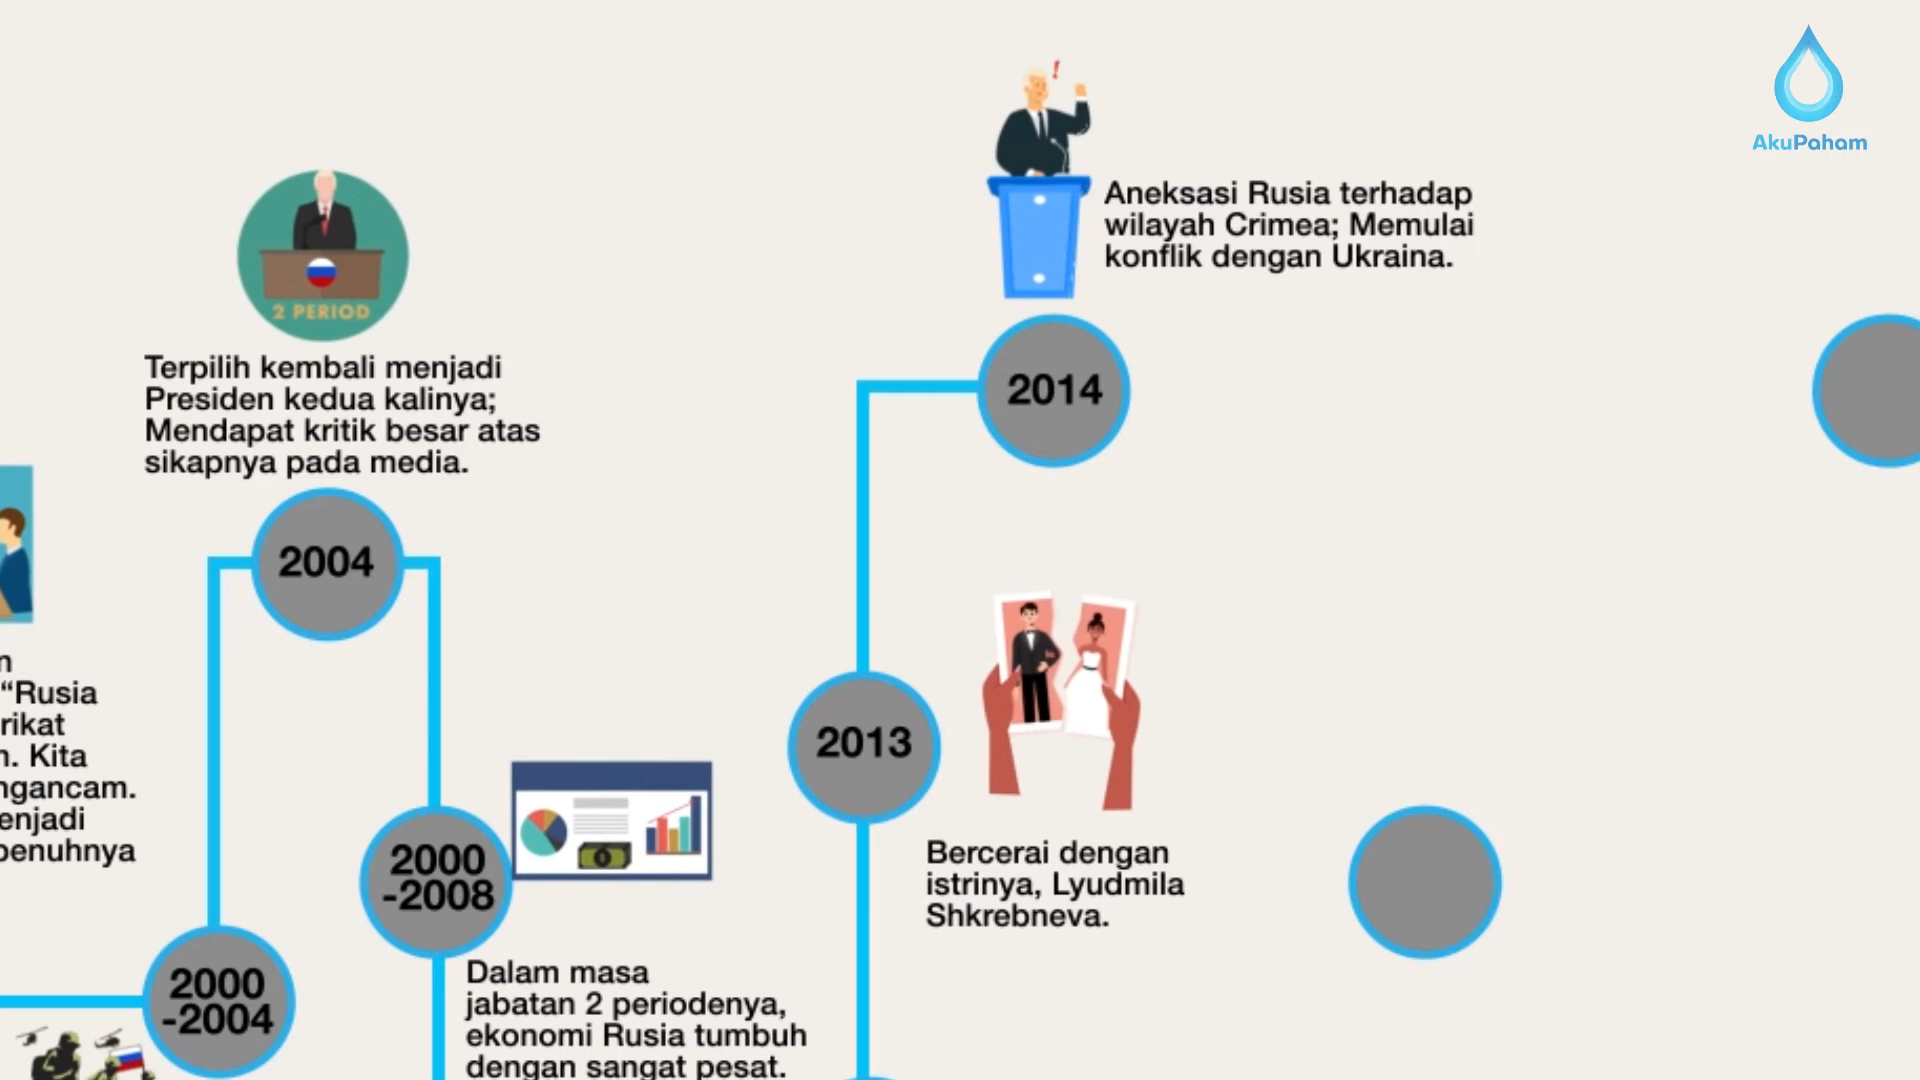 AkuPaham
2 PERIOD
Terpilih kembali menjadi
Presiden kedua kalinya;
Mendapat kritik besar atas
sikapnya pada media.
2004
“Rusia
rikat
Kita
ngancam.
enjadi
penuhnya
2000
-2004
2000
-2008
Dalam masa
jabatan 2 periodenya,
ekonomi Rusia tumbuh
dengan sangat pesat.
Aneksasi Rusia terhadap
wilayah Crimea; Memulai
konflik dengan Ukraina.
2014
2013
Bercerai dengan
istrinya, Lyudmila
Shkrebneva.